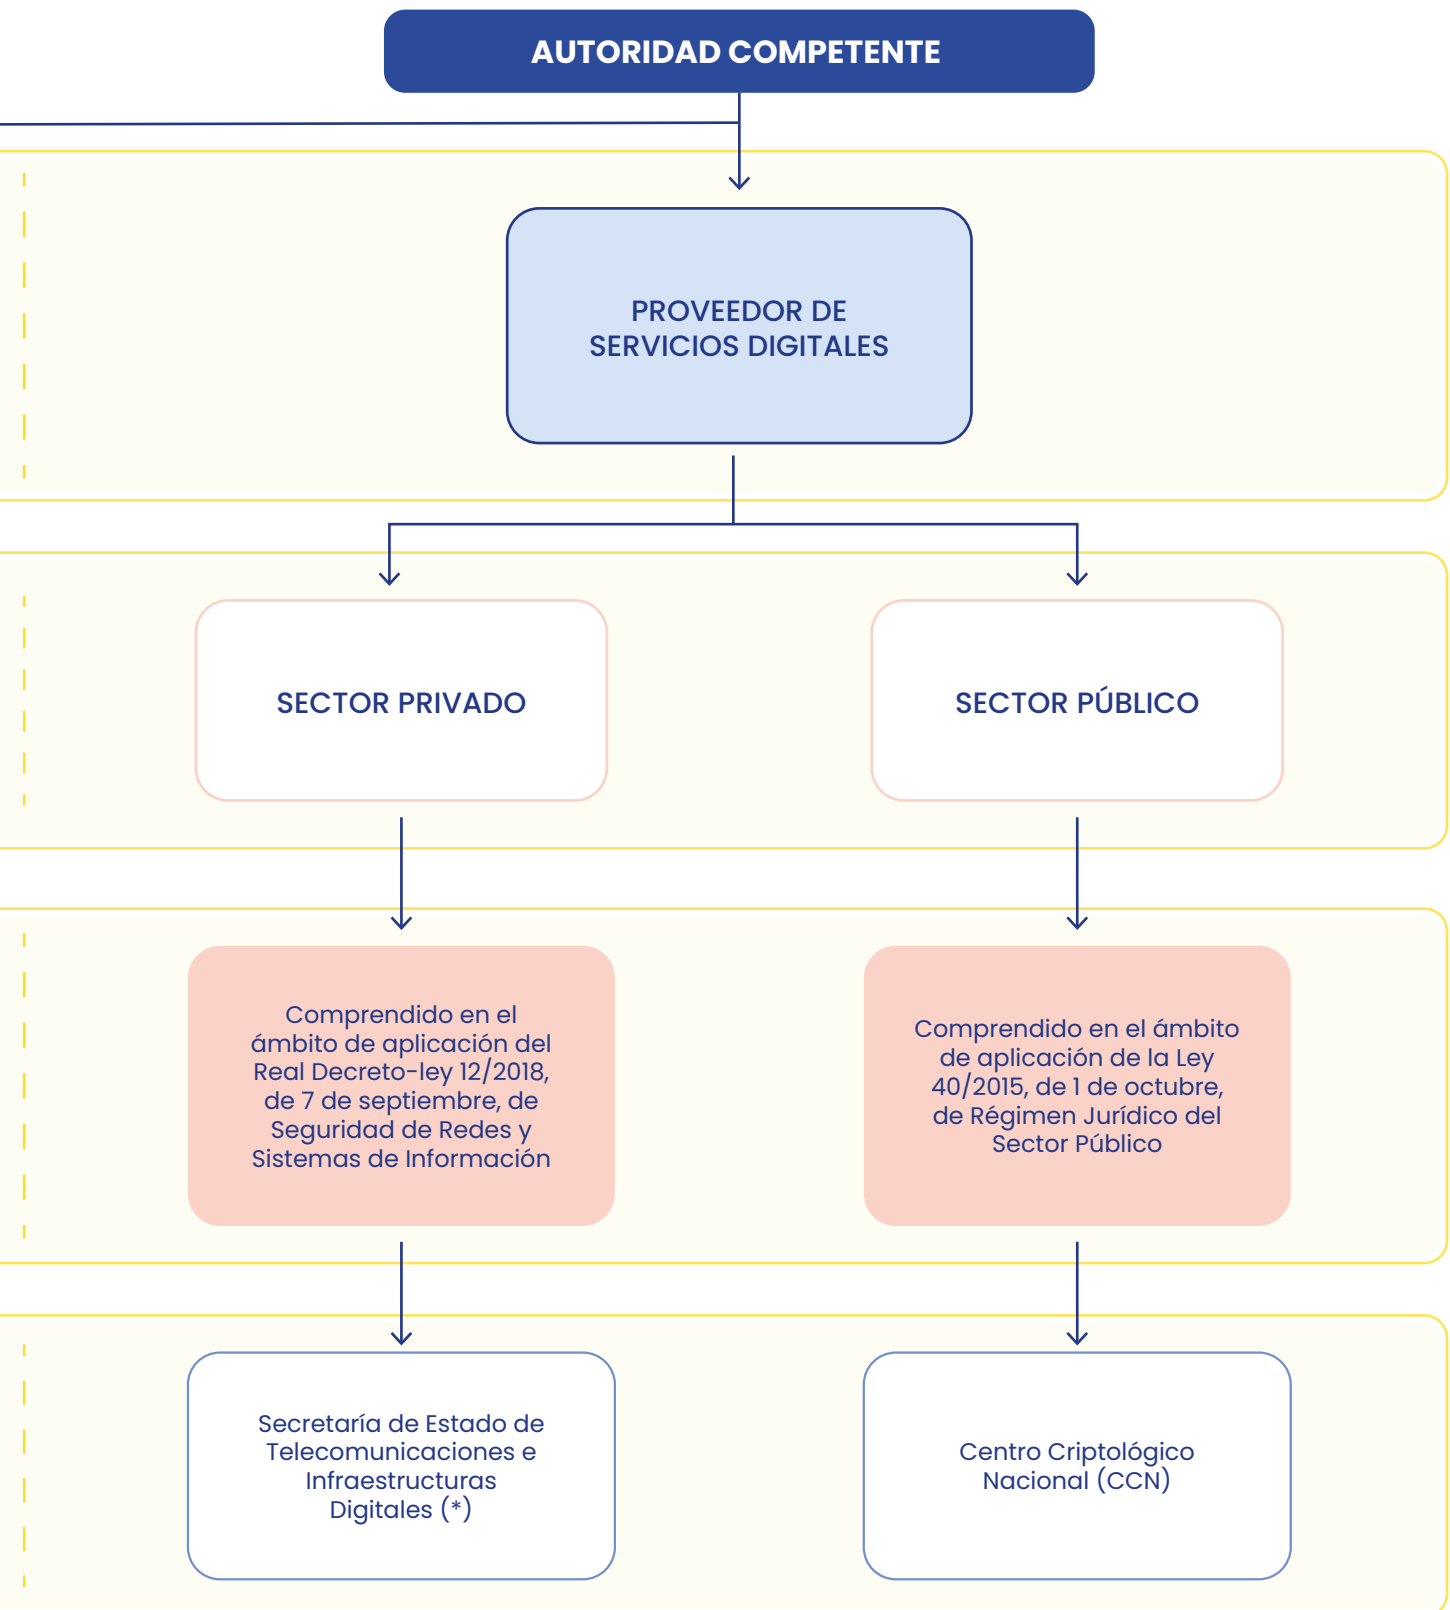 AUTORIDAD COMPETENTE
PROVEEDOR DE
SERVICIOS DIGITALES
SECTOR PRIVADO
SECTOR PÚBLICO
Comprendido en el
ámbito de aplicación del
Real Decreto-ley 12/2018,
de 7 de septiembre, de
Seguridad de Redes y
Sistemas de Información
Comprendido en el ámbito
de aplicación de la Ley
40/2015, de 1 de octubre,
de Régimen Jurídico del
Sector Público
Secretaría de Estado de
Telecomunicaciones e
Infraestructuras
Digitales (*)
Centro Criptológico
Nacional (CCN)